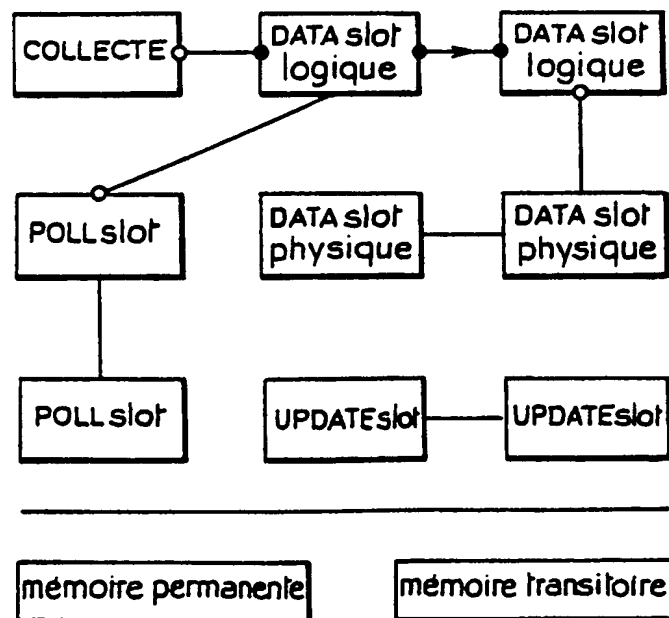 COLLECTE
DATA slot
logique
DATA slot
logique
POLL slot
DATA slot
physique
DATA slot
physique
POLL slot
UPDATE slot
UPDATE slot
mémoire permanente
mémoire transitoire